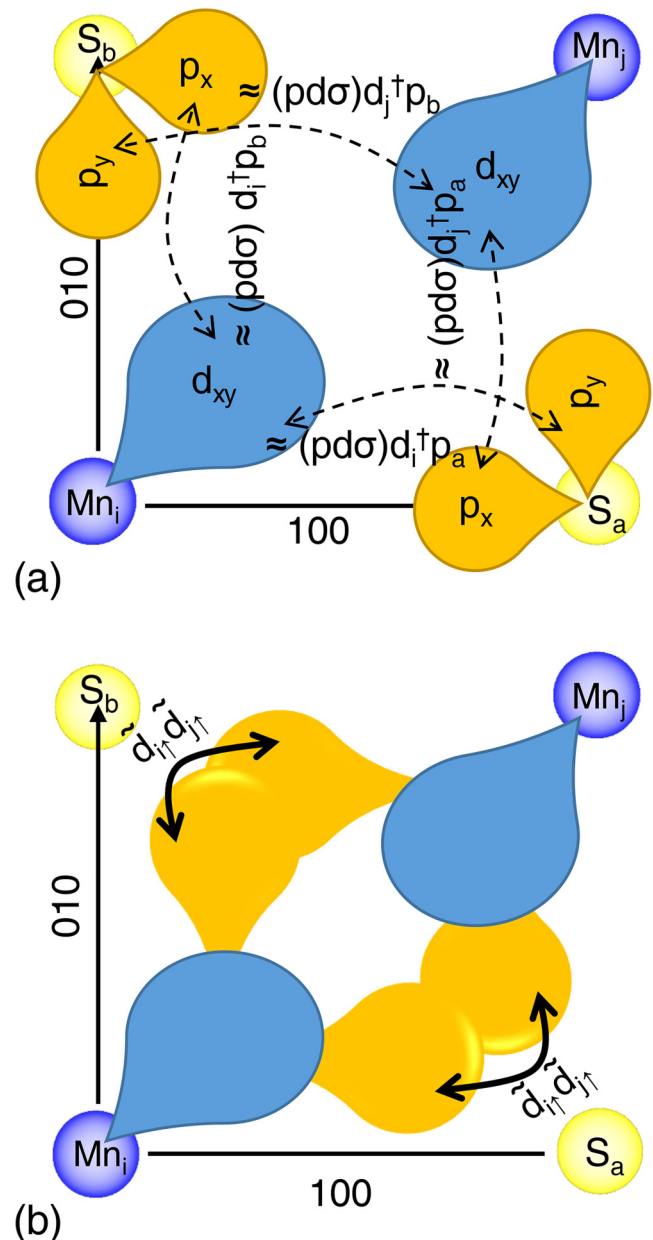 S_b
p_x
≈ (pdσ)d_j†p_b
Mn_j
p_y
≈ (pdσ) d_i†p_b
≈ (pdσ)d_j†p_a
d_xy
010
d_xy
p_y
≈ (pdσ)d_i†p_a
Mn_i
100
p_x
S_a
(a)
S_b
d̃_i↑ d̃_j↑
Mn_j
010
d̃_i↑ d̃_j↑
Mn_i
100
S_a
(b)